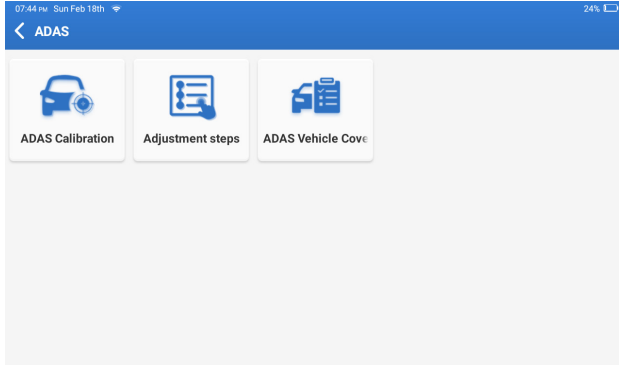 07:44 PM Sun Feb 18th
24%
ADAS
ADAS Calibration
Adjustment steps
ADAS Vehicle Cove